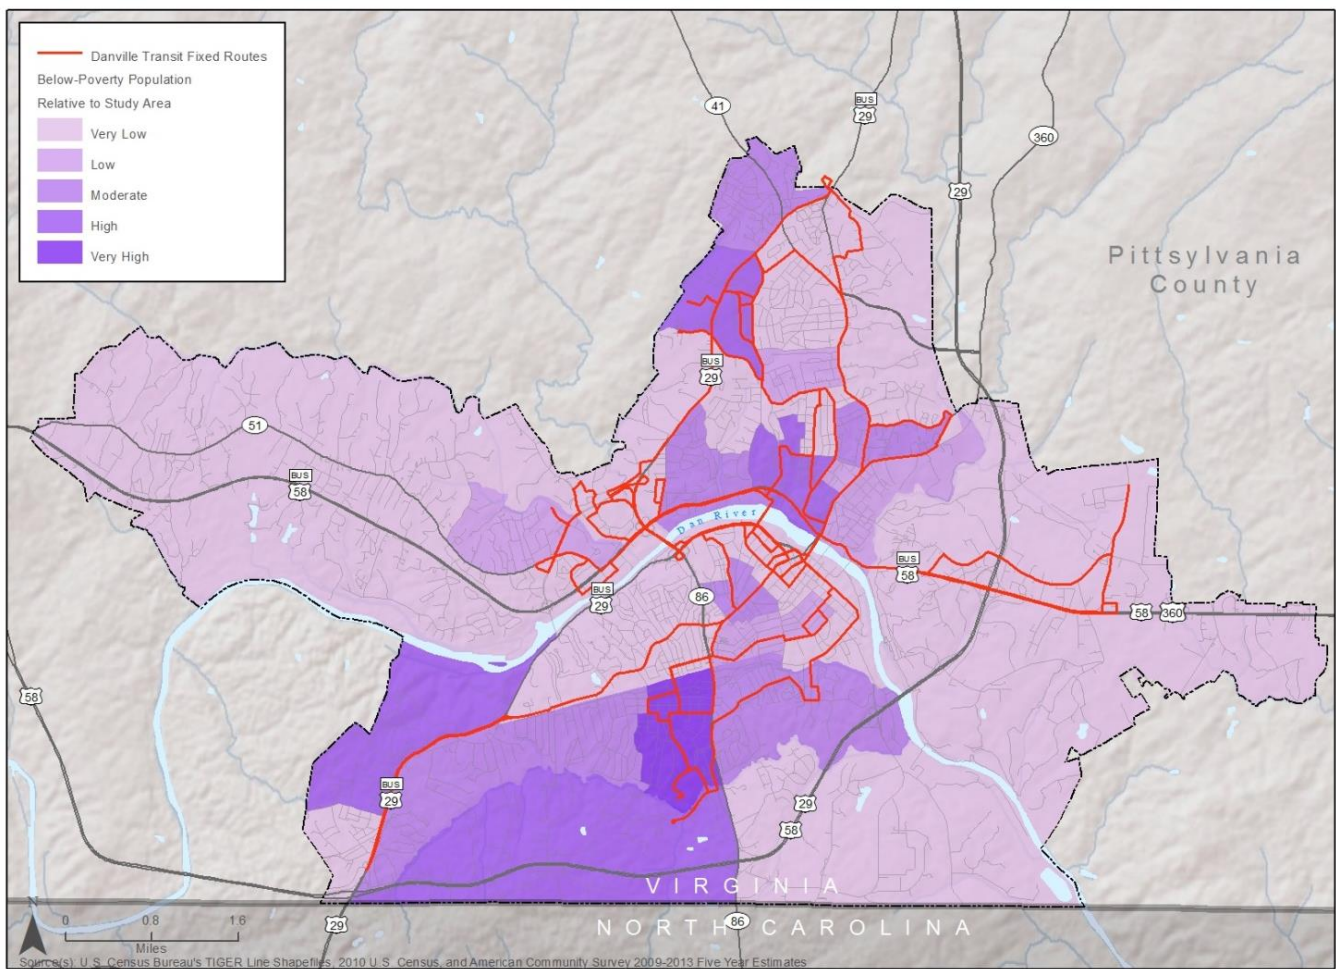 Danville Transit Fixed Routes
Below-Poverty Population
Relative to Study Area
Very Low
Low
Moderate
High
Very High
41
BUS
29
360
29
Pittsylvania
County
BUS
29
51
BUS
58
Dan River
BUS
29
86
BUS
58
58 360
58
BUS
29
29
58
VIRGINIA
NORTH CAROLINA
86
29
N
0 0.8 1.6
Miles
Source(s): U.S. Census Bureau's TIGER Line Shapefiles, 2010 U.S. Census, and American Community Survey 2009-2013 Five Year Estimates